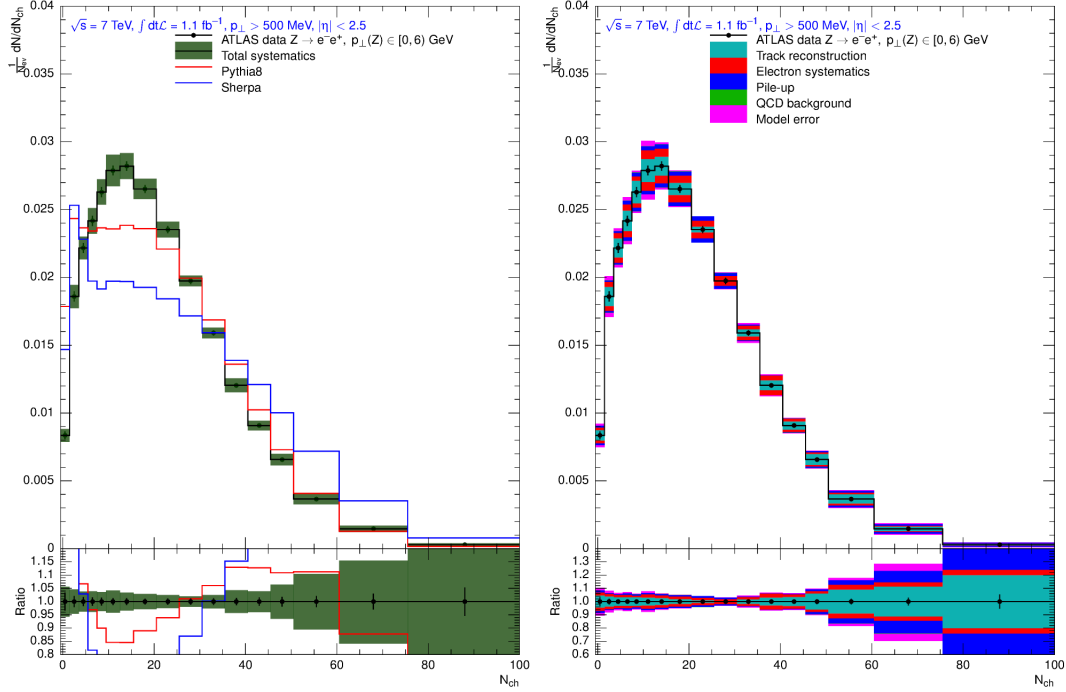 √s = 7 TeV, ∫ dtℒ = 1.1 fb⁻¹, p⊥ > 500 MeV, |η| < 2.5
ATLAS data Z → e⁻e⁺, p⊥(Z) ∈ [0, 6) GeV
Total systematics
Pythia8
Sherpa
1/N_ev dN/dN_ch
0.04
0.035
0.03
0.025
0.02
0.015
0.01
0.005
0
Ratio
1.15
1.1
1.05
1.0
0.95
0.9
0.85
0.8
0 20 40 60 80 100
N_ch
√s = 7 TeV, ∫ dtℒ = 1.1 fb⁻¹, p⊥ > 500 MeV, |η| < 2.5
ATLAS data Z → e⁻e⁺, p⊥(Z) ∈ [0, 6) GeV
Track reconstruction
Electron systematics
Pile-up
QCD background
Model error
1/N_ev dN/dN_ch
0.04
0.035
0.03
0.025
0.02
0.015
0.01
0.005
0
Ratio
1.3
1.2
1.1
1.0
0.9
0.8
0.7
0.6
0 20 40 60 80 100
N_ch